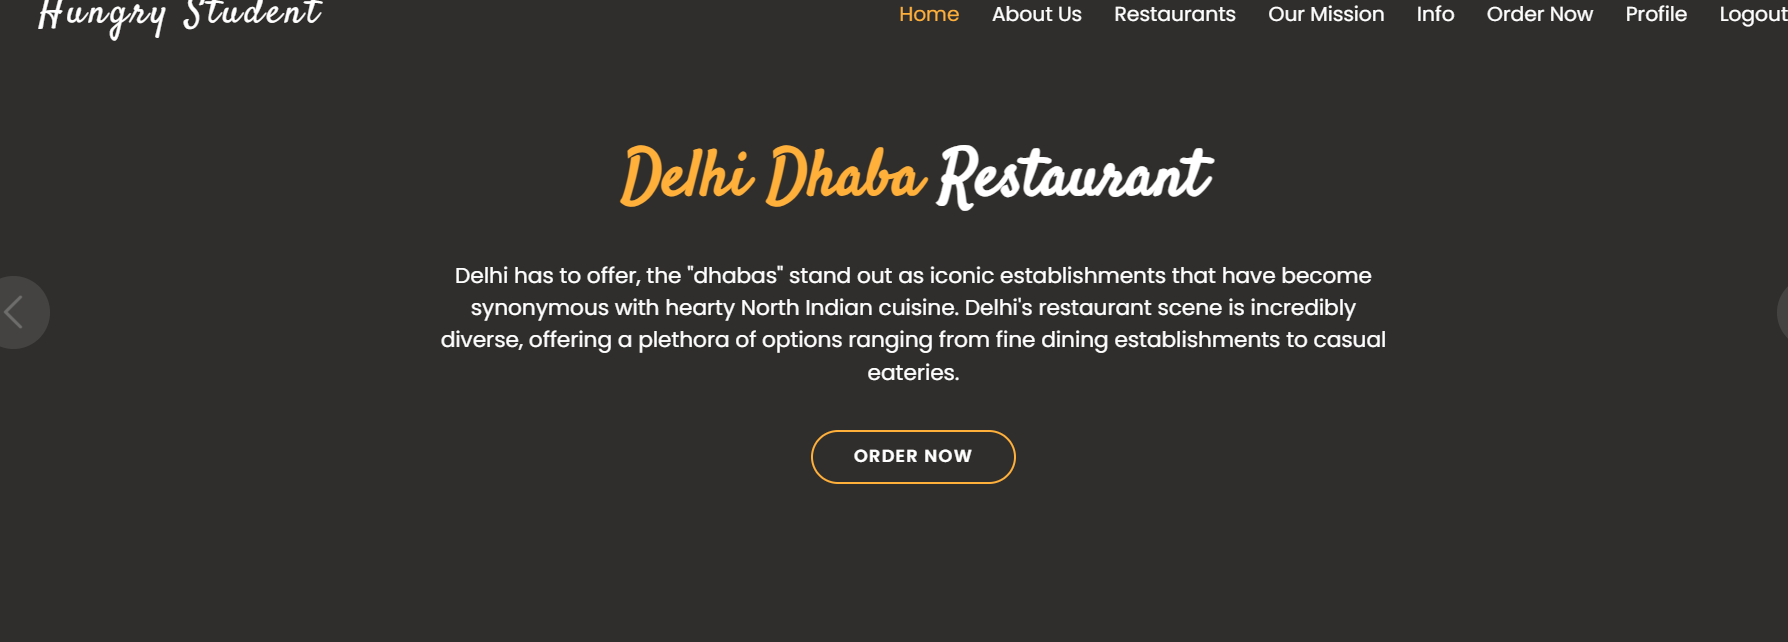 Hungry Student
Home About Us Restaurants Our Mission Info Order Now Profile Logout
Delhi Dhaba Restaurant
Delhi has to offer, the "dhabas" stand out as iconic establishments that have become
synonymous with hearty North Indian cuisine. Delhi's restaurant scene is incredibly
diverse, offering a plethora of options ranging from fine dining establishments to casual
eateries.
ORDER NOW